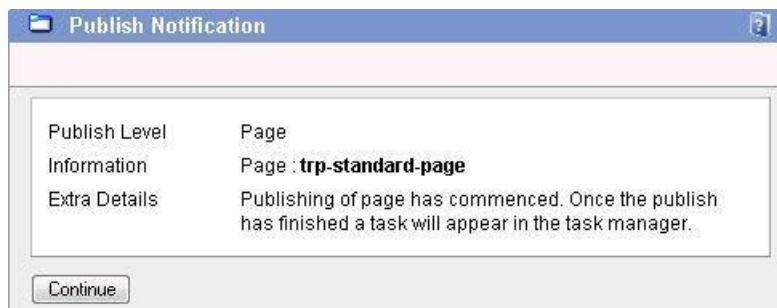 Publish Notification
?
Publish Level Page
Information Page : trp-standard-page
Extra Details Publishing of page has commenced. Once the publish
has finished a task will appear in the task manager.
Continue